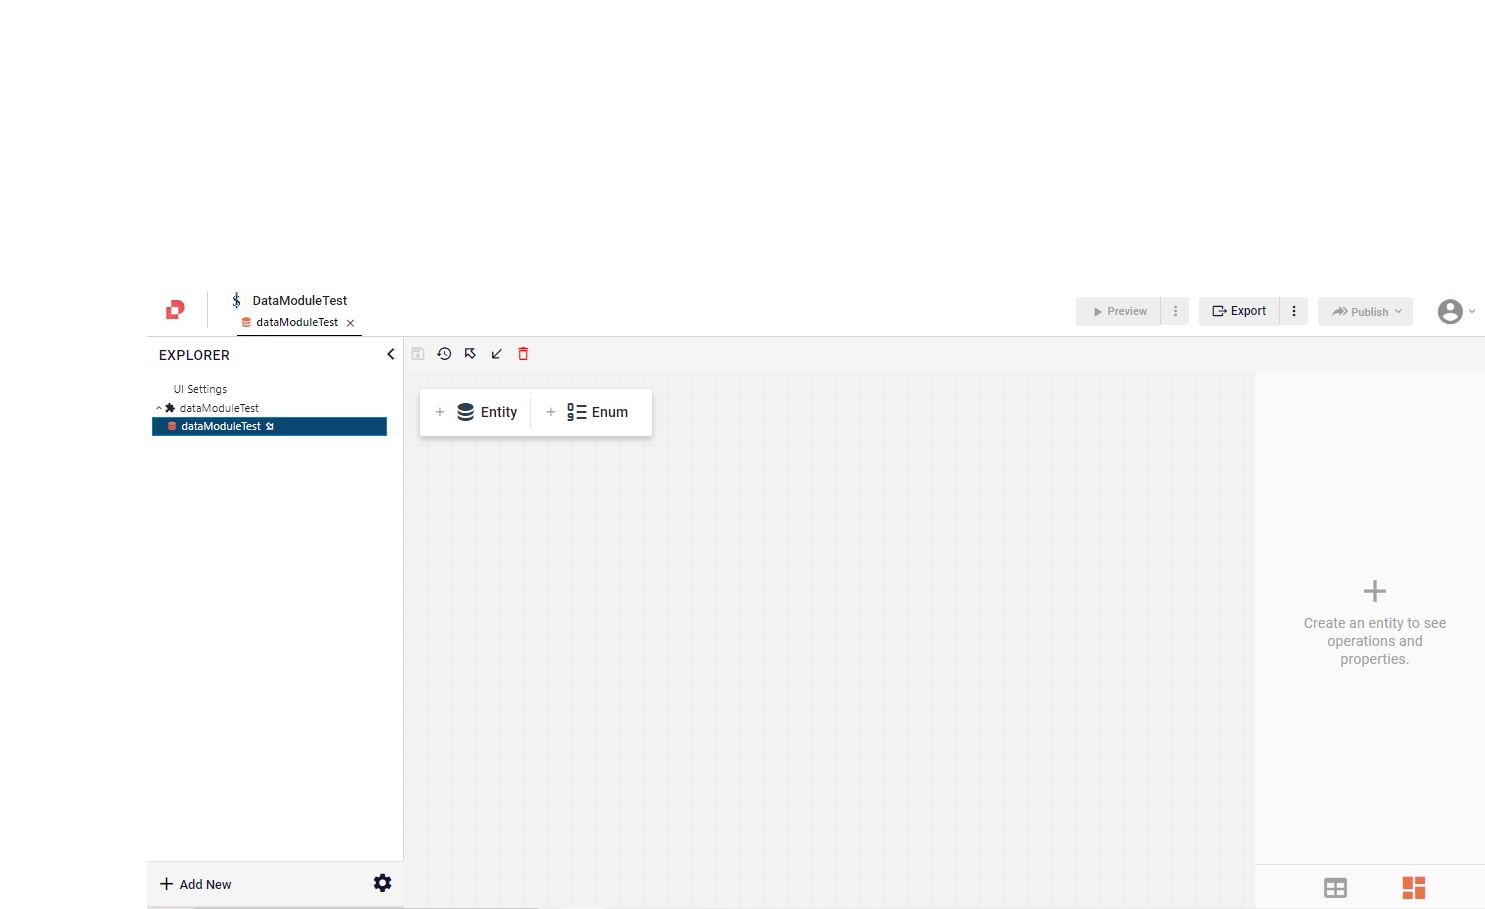 DataModuleTest
dataModuleTest
Preview
Export
Publish
EXPLORER
UI Settings
dataModuleTest
dataModuleTest
Entity
Enum
Create an entity to see
operations and
properties.
Add New